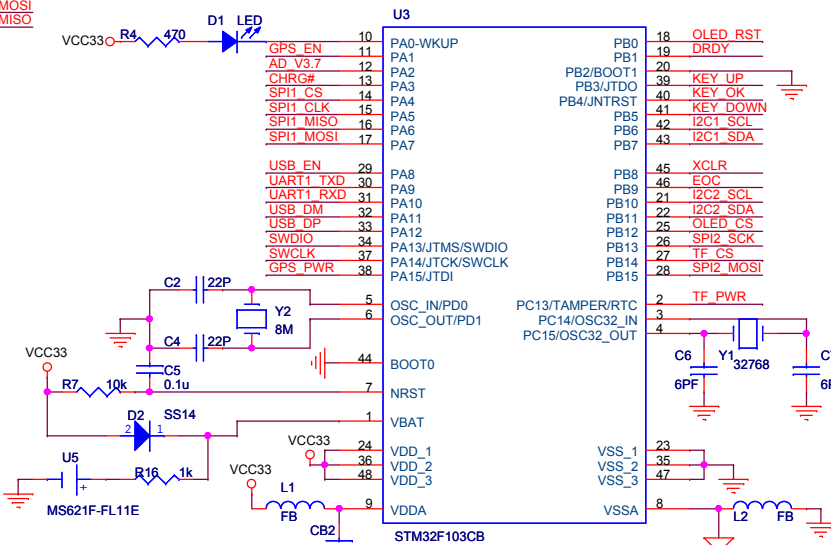 MOSI
MISO
U3
D1 LED
R4 470
VCC33
10 PA0-WKUP
GPS_EN 11 PA1
AD_V3.7 12 PA2
CHRG# 13 PA3
SPI1_CS 14 PA4
SPI1_CLK 15 PA5
SPI1_MISO 16 PA6
SPI1_MOSI 17 PA7
USB_EN 29 PA8
UART1_TXD 30 PA9
UART1_RXD 31 PA10
USB_DM 32 PA11
USB_DP 33 PA12
SWDIO 34 PA13/JTMS/SWDIO
SWCLK 37 PA14/JTCK/SWCLK
GPS_PWR 38 PA15/JTDI
5 OSC_IN/PD0
6 OSC_OUT/PD1
44 BOOT0
7 NRST
1 VBAT
24 VDD_1
36 VDD_2
48 VDD_3
9 VDDA
PB0 18 OLED_RST
PB1 19 DRDY
PB2/BOOT1 20
PB3/JTDO 39 KEY_UP
PB4/JNTRST 40 KEY_OK
PB5 41 KEY_DOWN
PB6 42 I2C1_SCL
PB7 43 I2C1_SDA
PB8 45 XCLR
PB9 46 EOC
PB10 21 I2C2_SCL
PB11 22 I2C2_SDA
PB12 25 OLED_CS
PB13 26 SPI2_SCK
PB14 27 TF_CS
PB15 28 SPI2_MOSI
PC13/TAMPER/RTC 2 TF_PWR
PC14/OSC32_IN 3
PC15/OSC32_OUT 4
VSS_1 23
VSS_2 35
VSS_3 47
VSSA 8
STM32F103CB
C2 22P
Y2
8M
C4 22P
C5
0.1u
VCC33
R7 10k
D2 SS14
2 1
U5
+
R16 1k
MS621F-FL11E
VCC33
VCC33
L1
FB
CB2
C6
6PF
Y1
32768
L2 FB